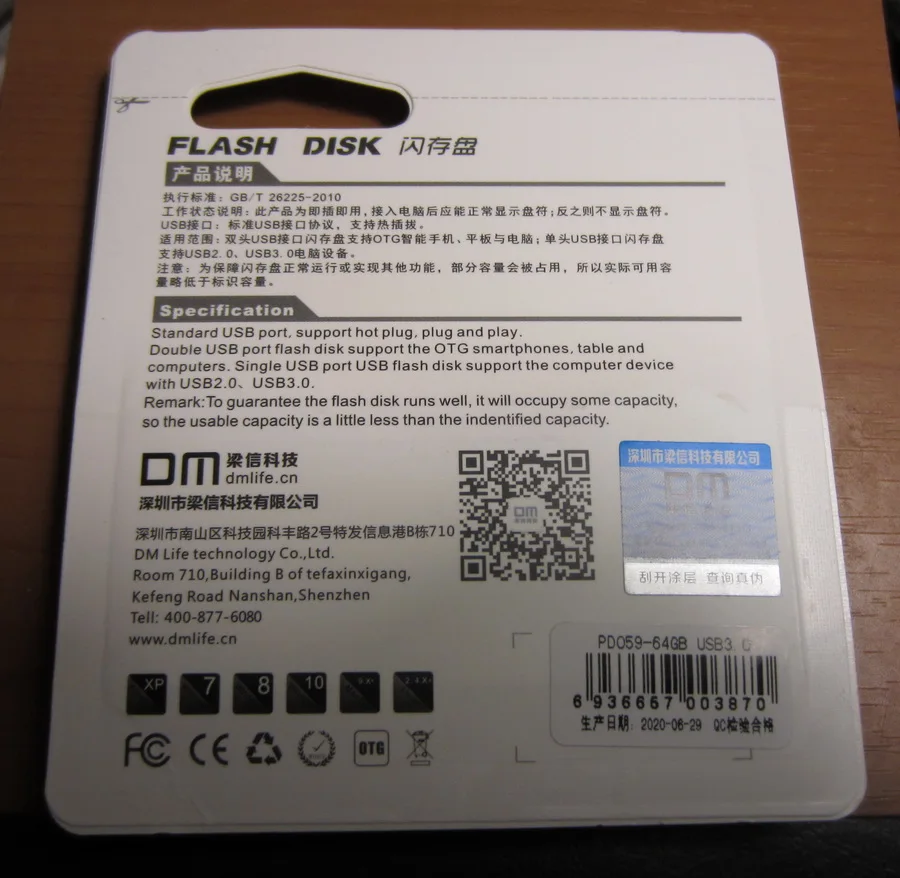 FLASH DISK 闪存盘
产品说明
执行标准：GB/T 26225-2010
工作状态说明：此产品为即插即用，接入电脑后应能正常显示盘符；反之则不显示盘符。
USB接口：标准USB接口协议，支持热插拔。
适用范围：双头USB接口闪存盘支持OTG智能手机、平板与电脑；单头USB接口闪存盘
支持USB2.0、USB3.0电脑设备。
注意：为保障闪存盘正常运行或实现其他功能，部分容量会被占用，所以实际可用容
量略低于标识容量。
Specification
Standard USB port, support hot plug, plug and play.
Double USB port flash disk support the OTG smartphones, table and
computers. Single USB port USB flash disk support the computer device
with USB2.0、USB3.0.
Remark:To guarantee the flash disk runs well, it will occupy some capacity,
so the usable capacity is a little less than the indentified capacity.
DM 梁信科技
dmlife.cn
深圳市梁信科技有限公司
深圳市南山区科技园科丰路2号特发信息港B栋710
DM Life technology Co.,Ltd.
Room 710,Building B of tefaxinxigang,
Kefeng Road Nanshan,Shenzhen
Tell: 400-877-6080
www.dmlife.cn
DM
深圳市梁信科技有限公司
DM
刮开涂层 查询真伪
PD059-64GB USB3.0
6 936657 003870
生产日期：2020-06-29 QC检验合格
XP 7 8 10
FC CE OTG